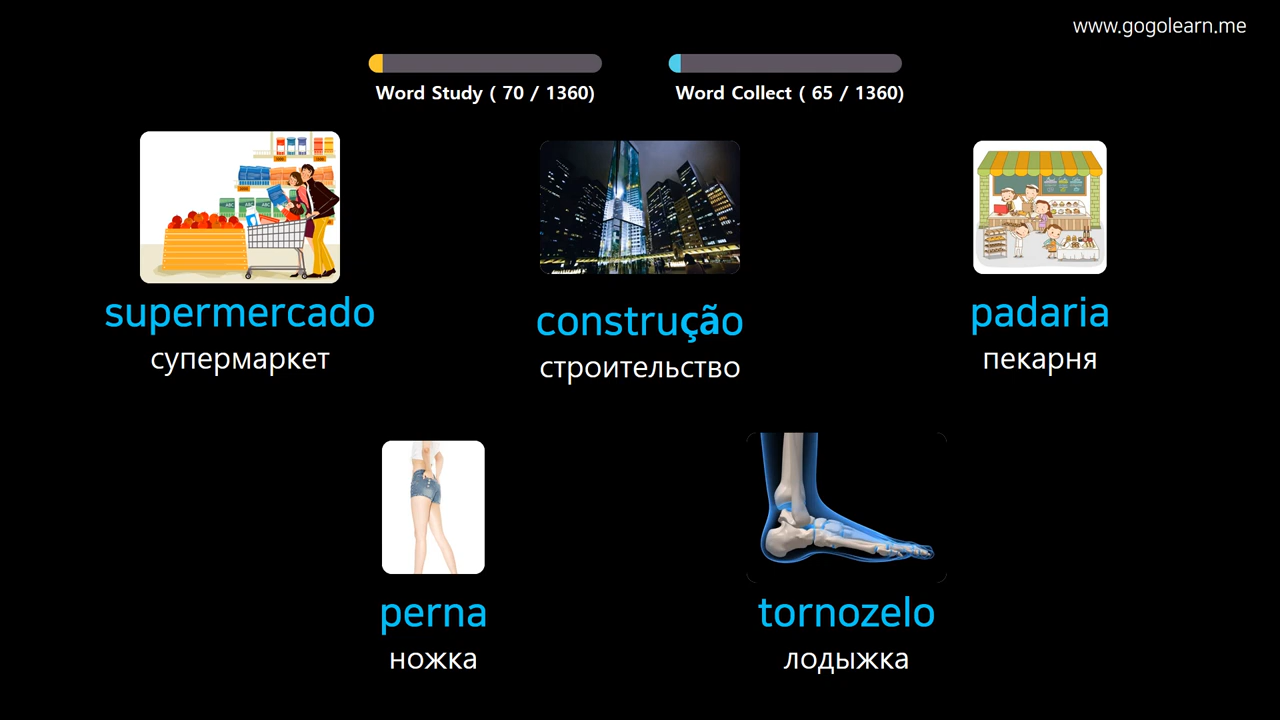 www.gogolearn.me
Word Study ( 70 / 1360)
Word Collect ( 65 / 1360)
supermercado
супермаркет
construção
строительство
padaria
пекарня
perna
ножка
tornozelo
лодыжка